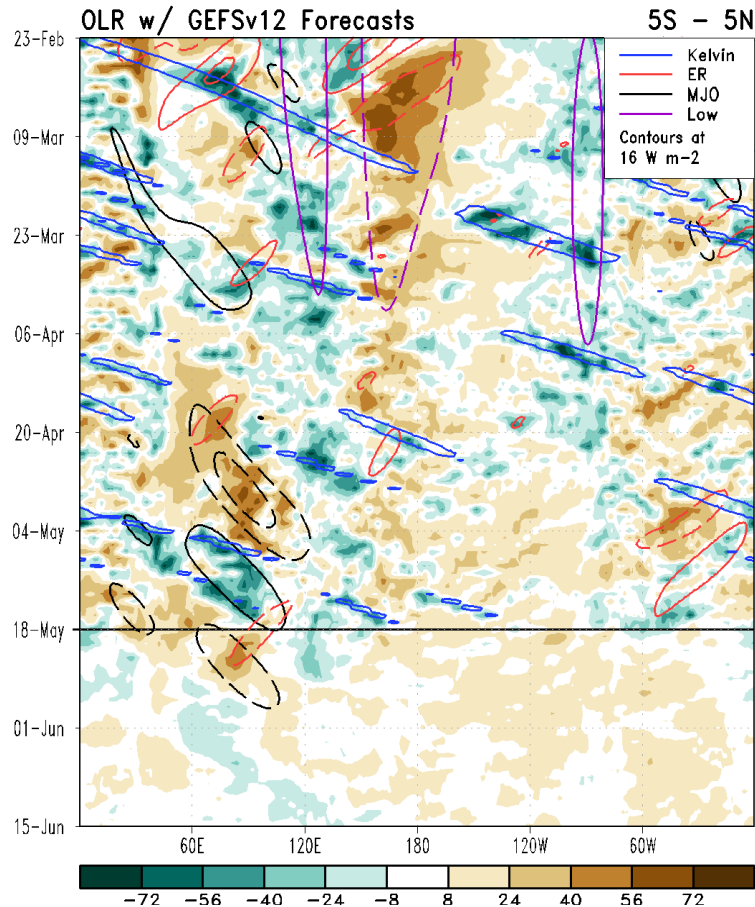 OLR w/ GEFSv12 Forecasts 5S - 5N
23-Feb
09-Mar
23-Mar
06-Apr
20-Apr
04-May
18-May
01-Jun
15-Jun
Kelvin
ER
MJO
Low
Contours at
16 W m-2
60E 120E 180 120W 60W
-72 -56 -40 -24 -8 8 24 40 56 72